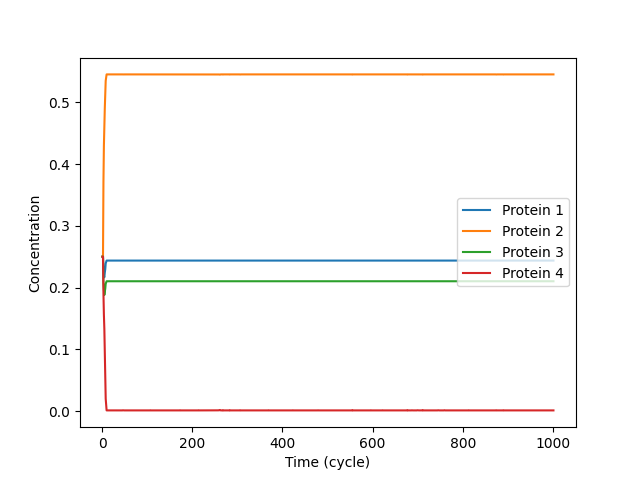 Concentration
0.5
0.4
0.3
0.2
0.1
0.0
Protein 1
Protein 2
Protein 3
Protein 4
0
200
400
600
800
1000
Time (cycle)